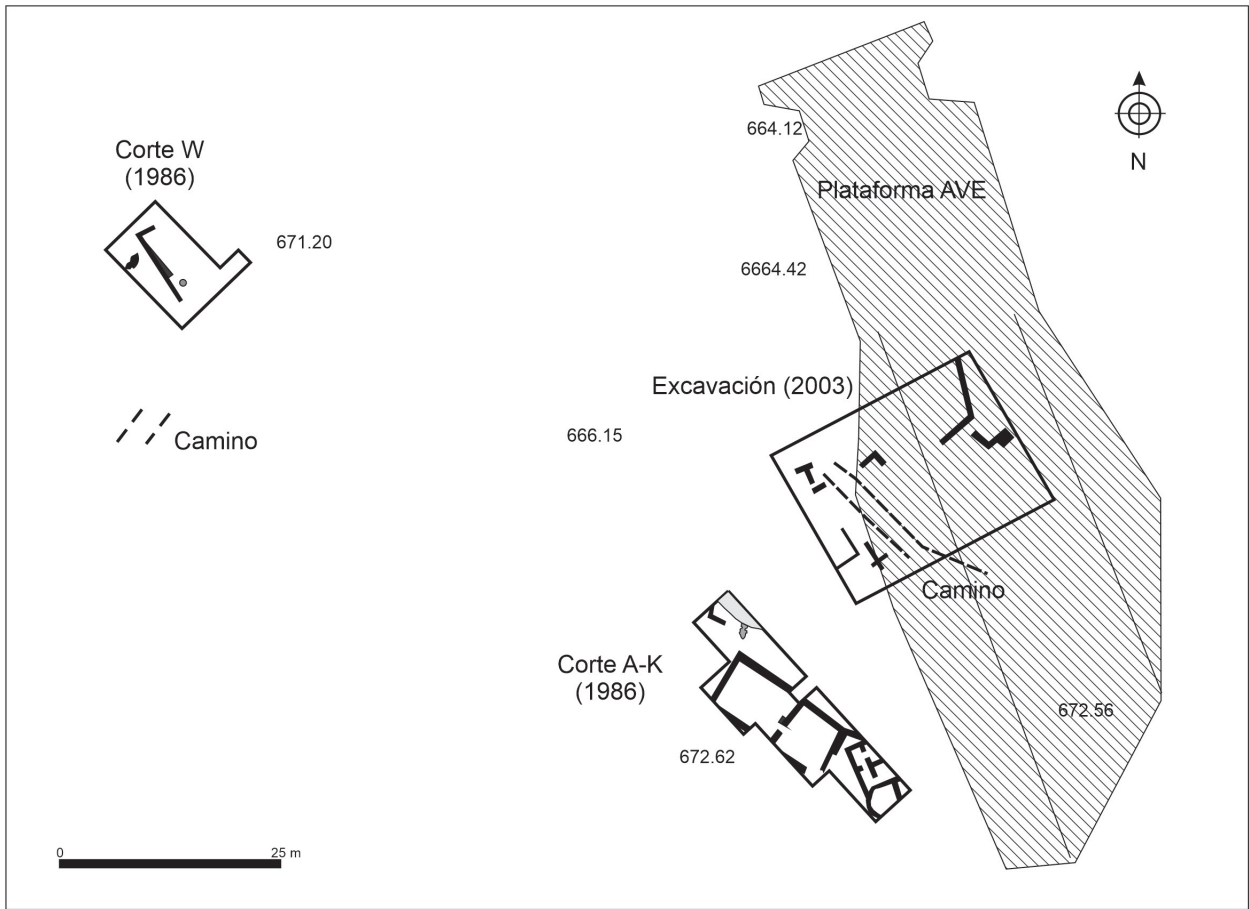 664.12
N
Corte W
(1986)
Plataforma AVE
671.20
6664.42
Excavación (2003)
Camino
666.15
Camino
Corte A-K
(1986)
672.56
672.62
0
25 m